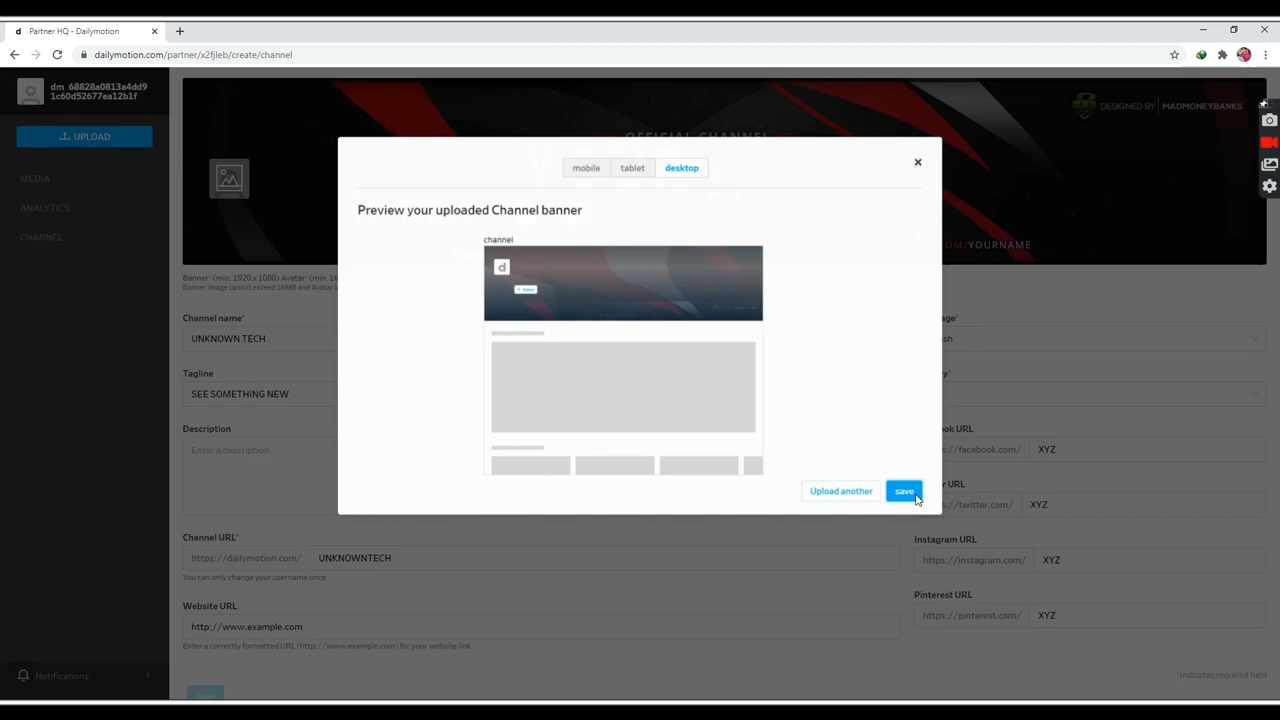 Partner HQ - Dailymotion
dailymotion.com/partner/x2fjleb/create/channel
dm_68828a0813a4dd9
1c60d52677ea12b1f
UPLOAD
MEDIA
ANALYTICS
CHANNEL
Notifications
DESIGNED BY | MADMONEYBANKS
OFFICIAL CHANNEL
.COM/YOURNAME
mobile
tablet
desktop
Preview your uploaded Channel banner
channel
d
Upload another
save
Banner* (min. 1920 x 1080) Avatar* (min. 16
Banner image cannot exceed 16MB and Avatar
Channel name*
UNKNOWN TECH
Tagline
SEE SOMETHING NEW
Description
Enter a description
Channel URL*
https://dailymotion.com/
UNKNOWNTECH
You can only change your username once
Website URL
http://www.example.com
Enter a correctly formatted URL (http://www.example.com) for your website link
Save
age*
sh
ry*
ook URL
s://facebook.com/
XYZ
er URL
s://twitter.com/
XYZ
Instagram URL
https://instagram.com/
XYZ
Pinterest URL
https://pinterest.com/
XYZ
*Indicates required field